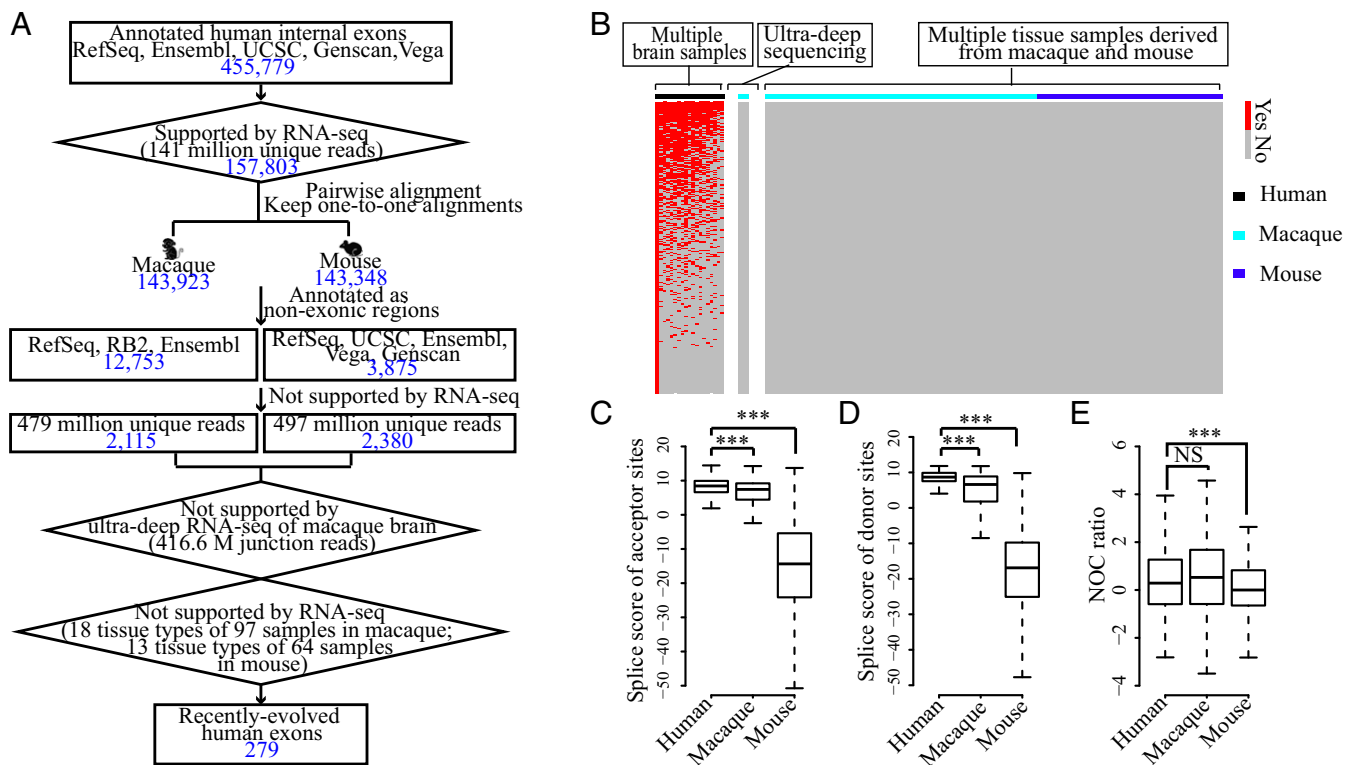 A
Annotated human internal exons
RefSeq, Ensembl, UCSC, Genscan,Vega
455,779
Supported by RNA-seq
(141 million unique reads)
157,803
Pairwise alignment
Keep one-to-one alignments
Macaque
143,923
Mouse
143,348
Annotated as
non-exonic regions
RefSeq, RB2, Ensembl
12,753
RefSeq, UCSC, Ensembl,
Vega, Genscan
3,875
Not supported by RNA-seq
479 million unique reads
2,115
497 million unique reads
2,380
Not supported by
ultra-deep RNA-seq of macaque brain
(416.6 M junction reads)
Not supported by RNA-seq
(18 tissue types of 97 samples in macaque;
13 tissue types of 64 samples
in mouse)
Recently-evolved
human exons
279
B
Multiple
brain samples
Ultra-deep
sequencing
Multiple tissue samples derived
from macaque and mouse
Yes No
Human
Macaque
Mouse
C
Splice score of acceptor sites
20
10
0
−10
−20
−30
−40
−50
***
***
Human
Macaque
Mouse
D
Splice score of donor sites
20
10
0
−10
−20
−30
−40
−50
***
***
Human
Macaque
Mouse
E
NOC ratio
6
4
2
0
−2
−4
***
NS
Human
Macaque
Mouse